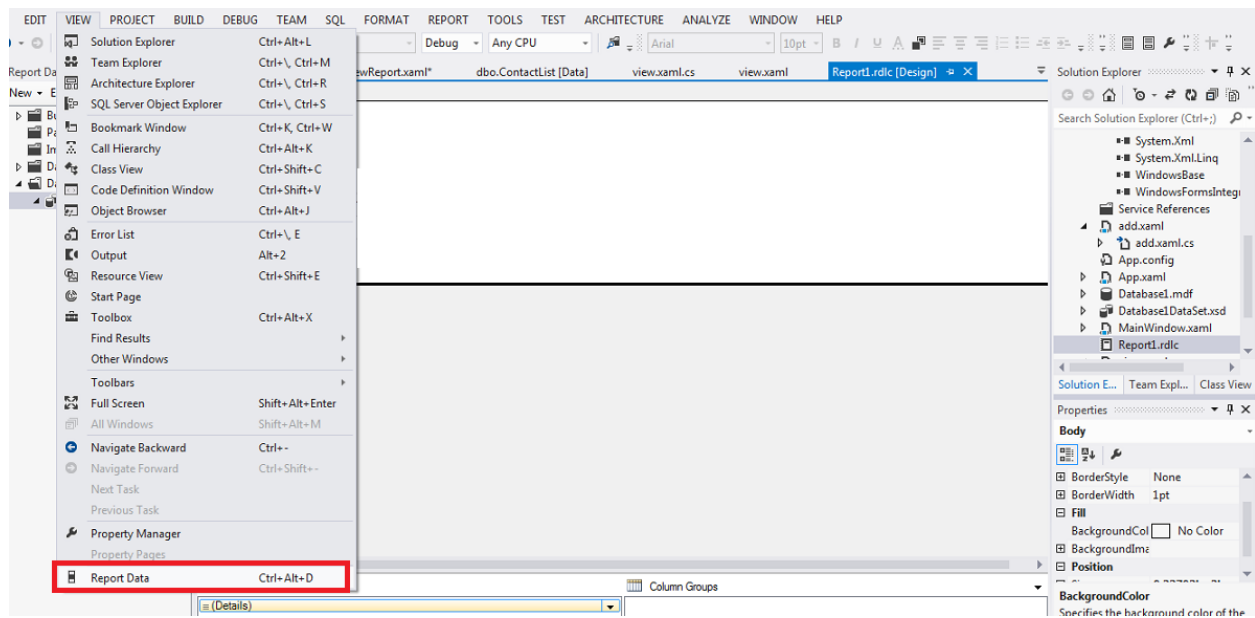 EDIT VIEW PROJECT BUILD DEBUG TEAM SQL FORMAT REPORT TOOLS TEST ARCHITECTURE ANALYZE WINDOW HELP
Debug Any CPU Arial 10pt B I U A
Report Da
ewReport.xaml* dbo.ContactList [Data] view.xaml.cs view.xaml Report1.rdlc [Design]
New E
Solution Explorer Ctrl+Alt+L
Team Explorer Ctrl+\, Ctrl+M
Architecture Explorer Ctrl+\, Ctrl+R
SQL Server Object Explorer Ctrl+\, Ctrl+S
Bookmark Window Ctrl+K, Ctrl+W
Call Hierarchy Ctrl+Alt+K
Class View Ctrl+Shift+C
Code Definition Window Ctrl+Shift+V
Object Browser Ctrl+Alt+J
Error List Ctrl+\, E
Output Alt+2
Resource View Ctrl+Shift+E
Start Page
Toolbox Ctrl+Alt+X
Find Results
Other Windows
Toolbars
Full Screen Shift+Alt+Enter
All Windows Shift+Alt+M
Navigate Backward Ctrl+-
Navigate Forward Ctrl+Shift+-
Next Task
Previous Task
Property Manager
Property Pages
Report Data Ctrl+Alt+D
(Details)
Column Groups
Solution Explorer
Search Solution Explorer (Ctrl+;)
System.Xml
System.Xml.Linq
WindowsBase
WindowsFormsInteg
Service References
add.xaml
add.xaml.cs
App.config
App.xaml
Database1.mdf
Database1DataSet.xsd
MainWindow.xaml
Report1.rdlc
Solution E... Team Expl... Class View
Properties
Body
BorderStyle None
BorderWidth 1pt
Fill
BackgroundCol No Color
BackgroundIma
Position
BackgroundColor
Specifies the background color of the